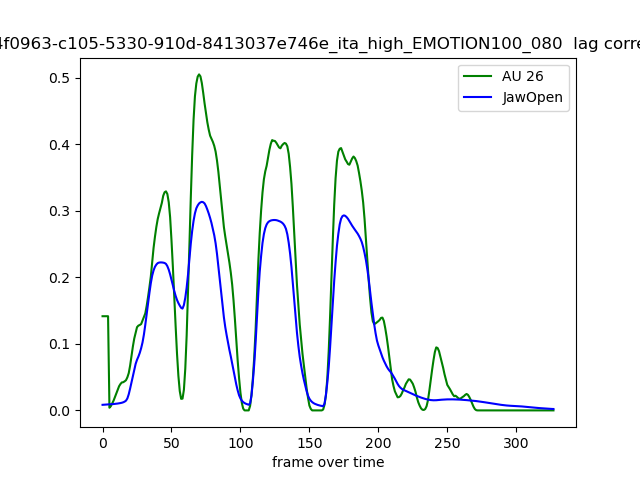 4f0963-c105-5330-910d-8413037e746e_ita_high_EMOTION100_080 lag corre
AU 26
JawOpen
0.5
0.4
0.3
0.2
0.1
0.0
0 50 100 150 200 250 300
frame over time